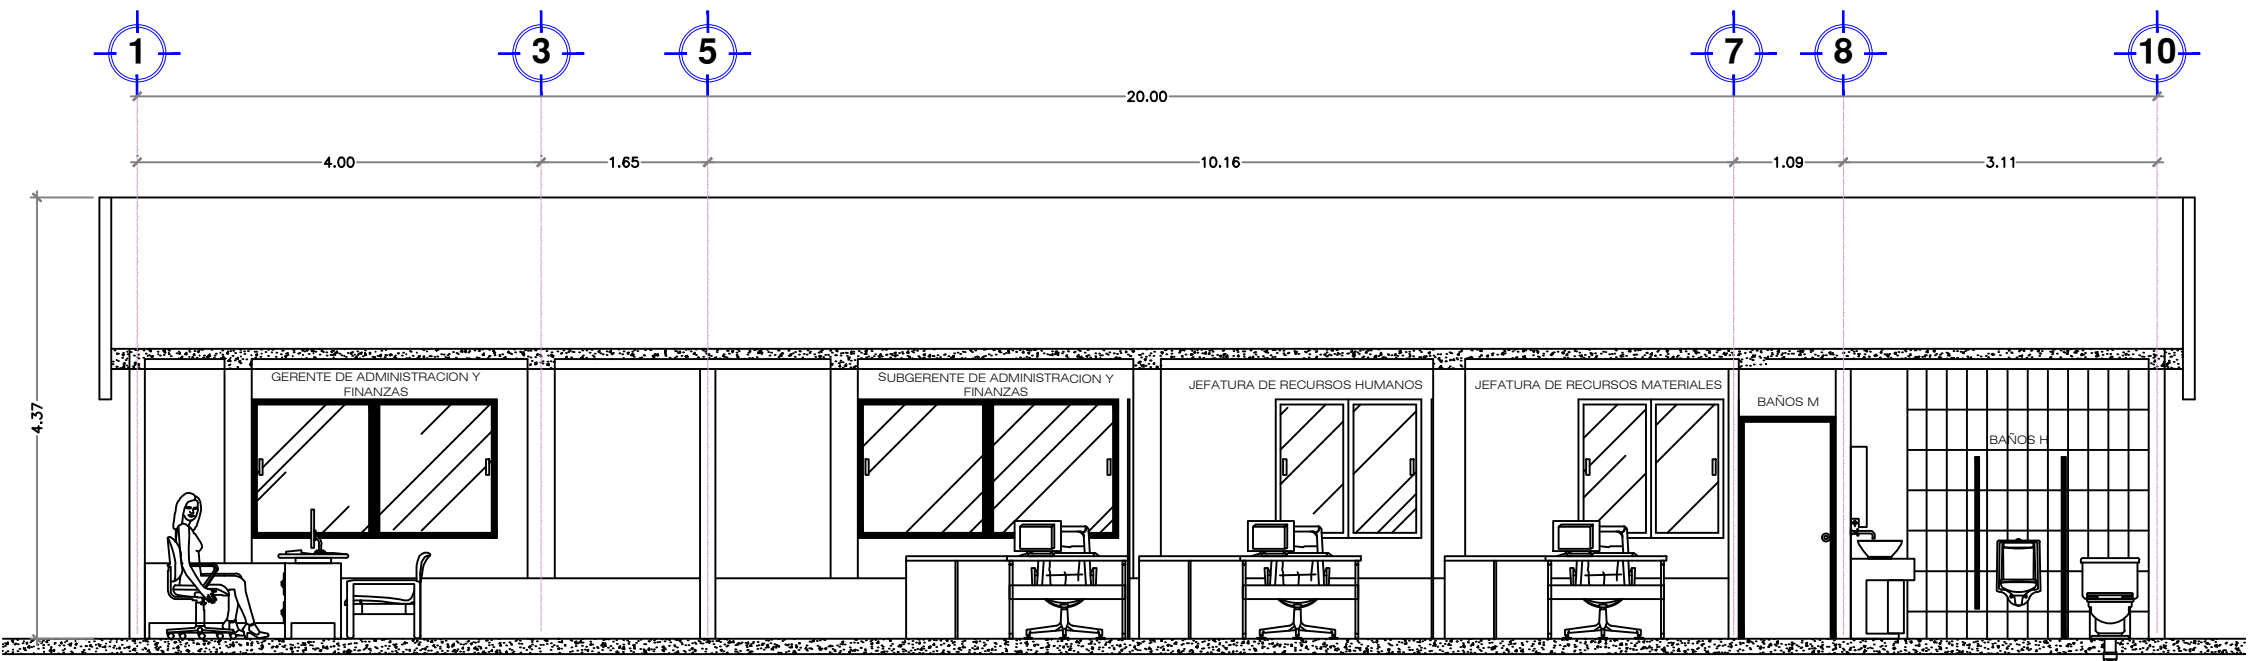 1 3 5 7 8 10
20.00
4.00 1.65 10.16 1.09 3.11
4.37
GERENTE DE ADMINISTRACION Y
FINANZAS
SUBGERENTE DE ADMINISTRACION Y
FINANZAS
JEFATURA DE RECURSOS HUMANOS
JEFATURA DE RECURSOS MATERIALES
BAÑOS M
BAÑOS H